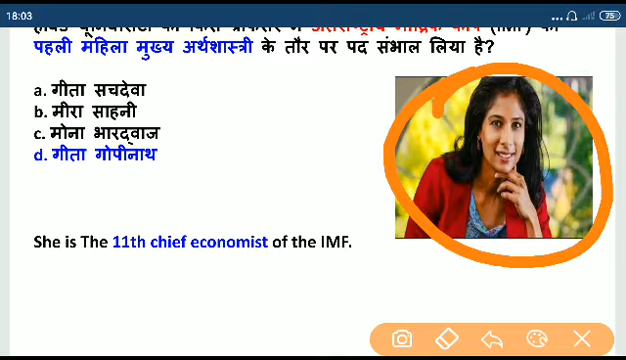 18:03
75
पहली महिला मुख्य अर्थशास्त्री के तौर पर पद संभाल लिया है?
a. गीता सचदेवा
b. मीरा साहनी
c. मोना भारद्वाज
d. गीता गोपीनाथ
She is The 11th chief economist of the IMF.